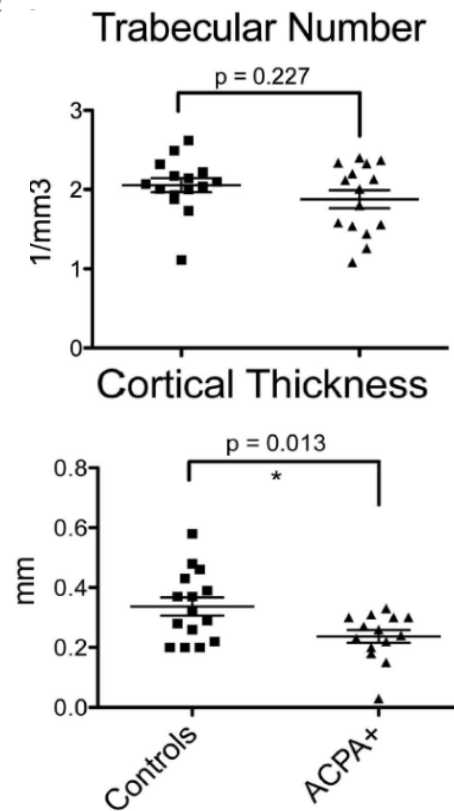 Trabecular Number
p = 0.227
3
2
1
0
1/mm3
Cortical Thickness
p = 0.013
*
0.8
0.6
0.4
0.2
0.0
mm
Controls
ACPA+